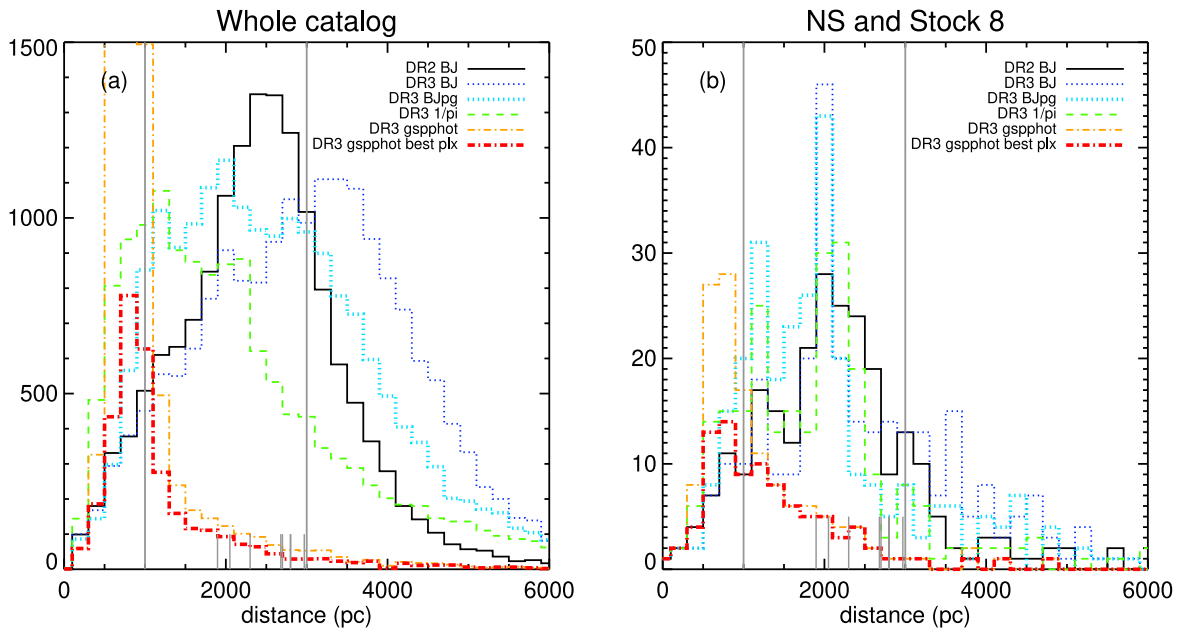 Whole catalog
(a)
DR2 BJ
DR3 BJ
DR3 BJpg
DR3 1/pi
DR3 gspphot
DR3 gspphot best plx
1500
1000
500
0
0 2000 4000 6000
distance (pc)
NS and Stock 8
(b)
DR2 BJ
DR3 BJ
DR3 BJpg
DR3 1/pi
DR3 gspphot
DR3 gspphot best plx
50
40
30
20
10
0
0 2000 4000 6000
distance (pc)